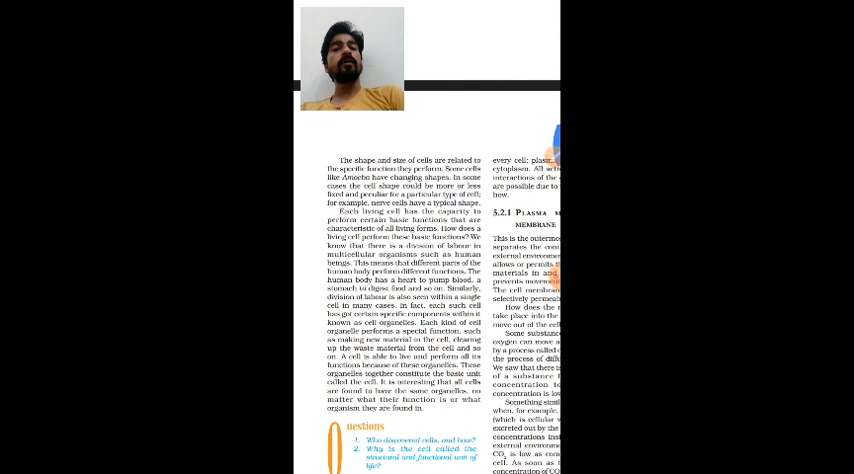 The shape and size of cells are related to
the specific function they perform. Some cells
like Amoeba have changing shapes. In some
cases the cell shape could be more or less
fixed and peculiar for a particular type of cell;
for example, nerve cells have a typical shape.
Each living cell has the capacity to
perform certain basic functions that are
characteristic of all living forms. How does a
living cell perform these basic functions? We
know that there is a division of labour in
multicellular organisms such as human
beings. This means that different parts of the
human body perform different functions. The
human body has a heart to pump blood, a
stomach to digest food and so on. Similarly,
division of labour is also seen within a single
cell in many cases. In fact, each such cell
has got certain specific components within it
known as cell organelles. Each kind of cell
organelle performs a special function, such
as making new material in the cell, clearing
up the waste material from the cell and so
on. A cell is able to live and perform all its
functions because of these organelles. These
organelles together constitute the basic unit
called the cell. It is interesting that all cells
are found to have the same organelles, no
matter what their function is or what
organism they are found in.
Questions
1. Who discovered cells, and how?
2. Why is the cell called the
structural and functional unit of
life?
every cell; plasm
cytoplasm. All acti
interactions of the
are possible due to
how.
5.2.1 PLASMA M
MEMBRANE
This is the outermo
separates the cont
external environme
allows or permits t
materials in and
prevents movemen
The cell membran
selectively permeab
How does the m
take place into the
move out of the cell
Some substanc
oxygen can move a
by a process called d
the process of diffu
We saw that there is
of a substance f
concentration to
concentration is low
Something simil
when, for example,
(which is cellular w
excreted out by the
concentrations insi
external environme
CO2 is low as conc
cell. As soon as t
concentration of CO